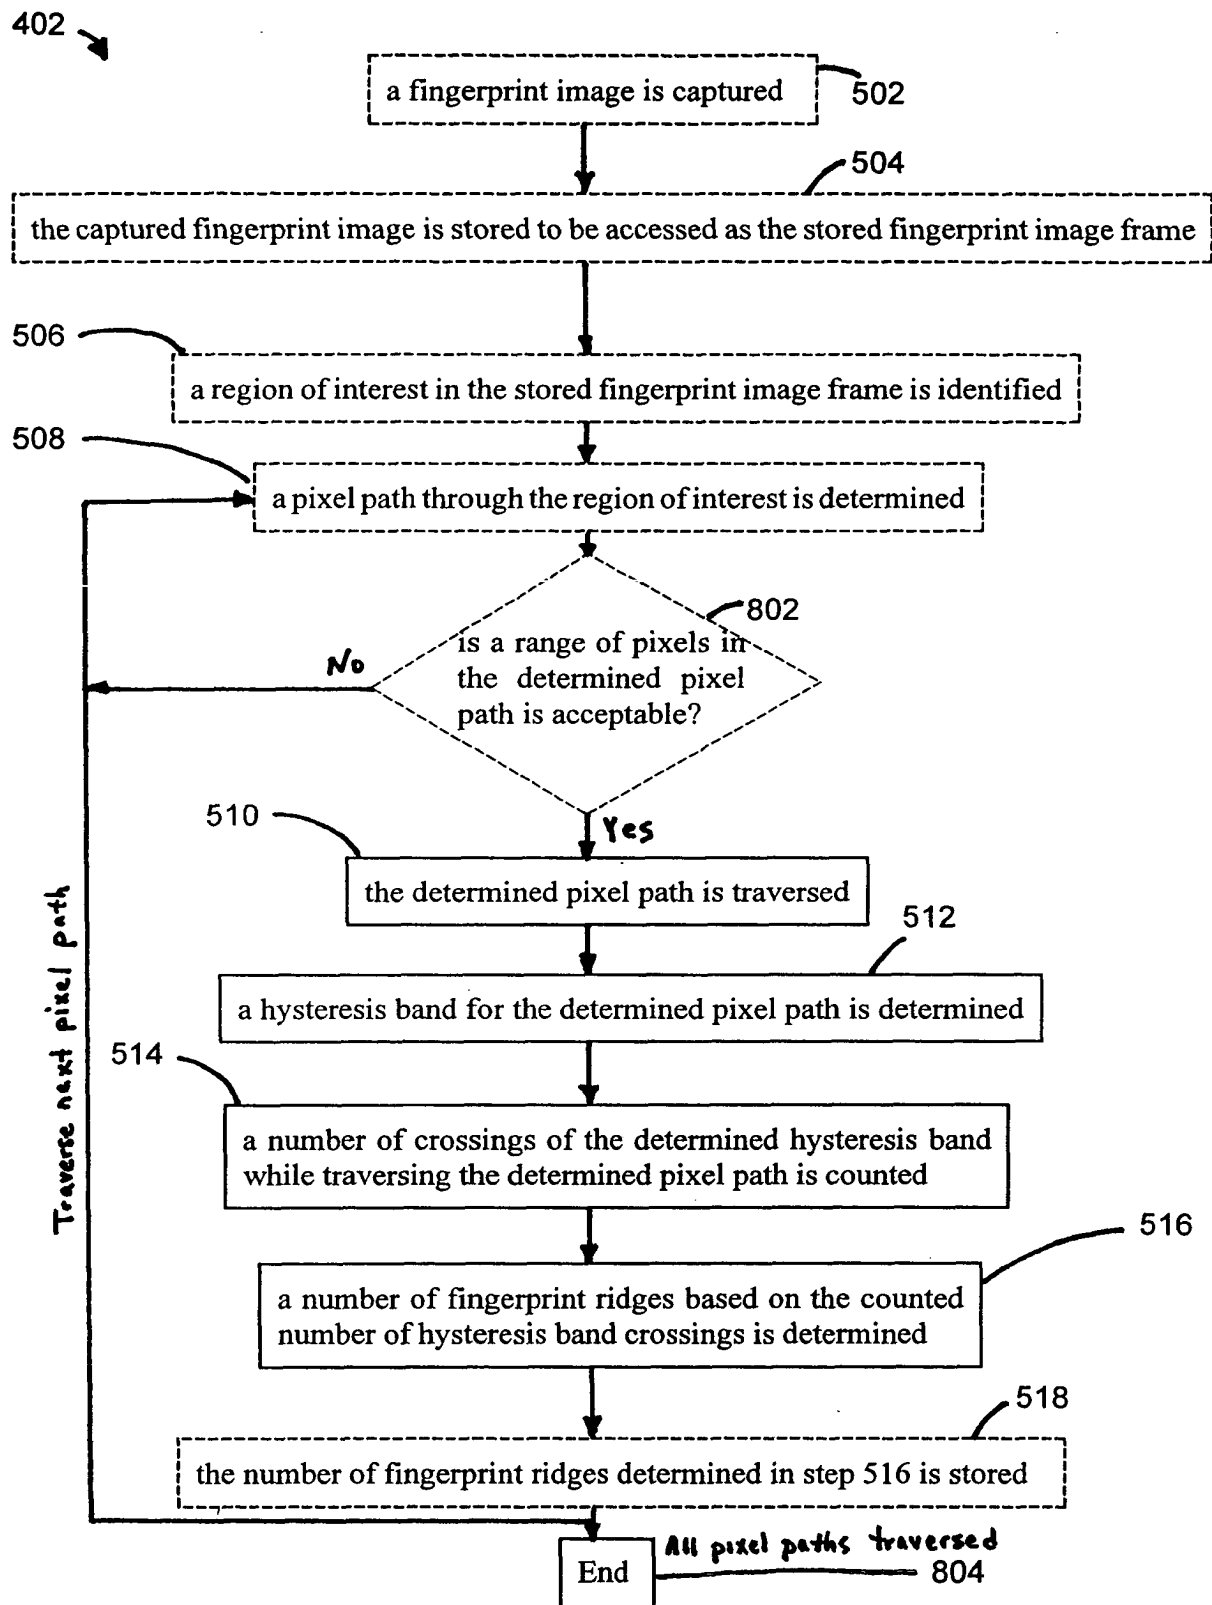 402
a fingerprint image is captured
502
504
the captured fingerprint image is stored to be accessed as the stored fingerprint image frame
506
a region of interest in the stored fingerprint image frame is identified
508
a pixel path through the region of interest is determined
802
is a range of pixels in
the determined pixel
path is acceptable?
No
Yes
510
the determined pixel path is traversed
512
a hysteresis band for the determined pixel path is determined
514
a number of crossings of the determined hysteresis band
while traversing the determined pixel path is counted
516
a number of fingerprint ridges based on the counted
number of hysteresis band crossings is determined
518
the number of fingerprint ridges determined in step 516 is stored
Traverse next pixel path
All pixel paths traversed
End
804